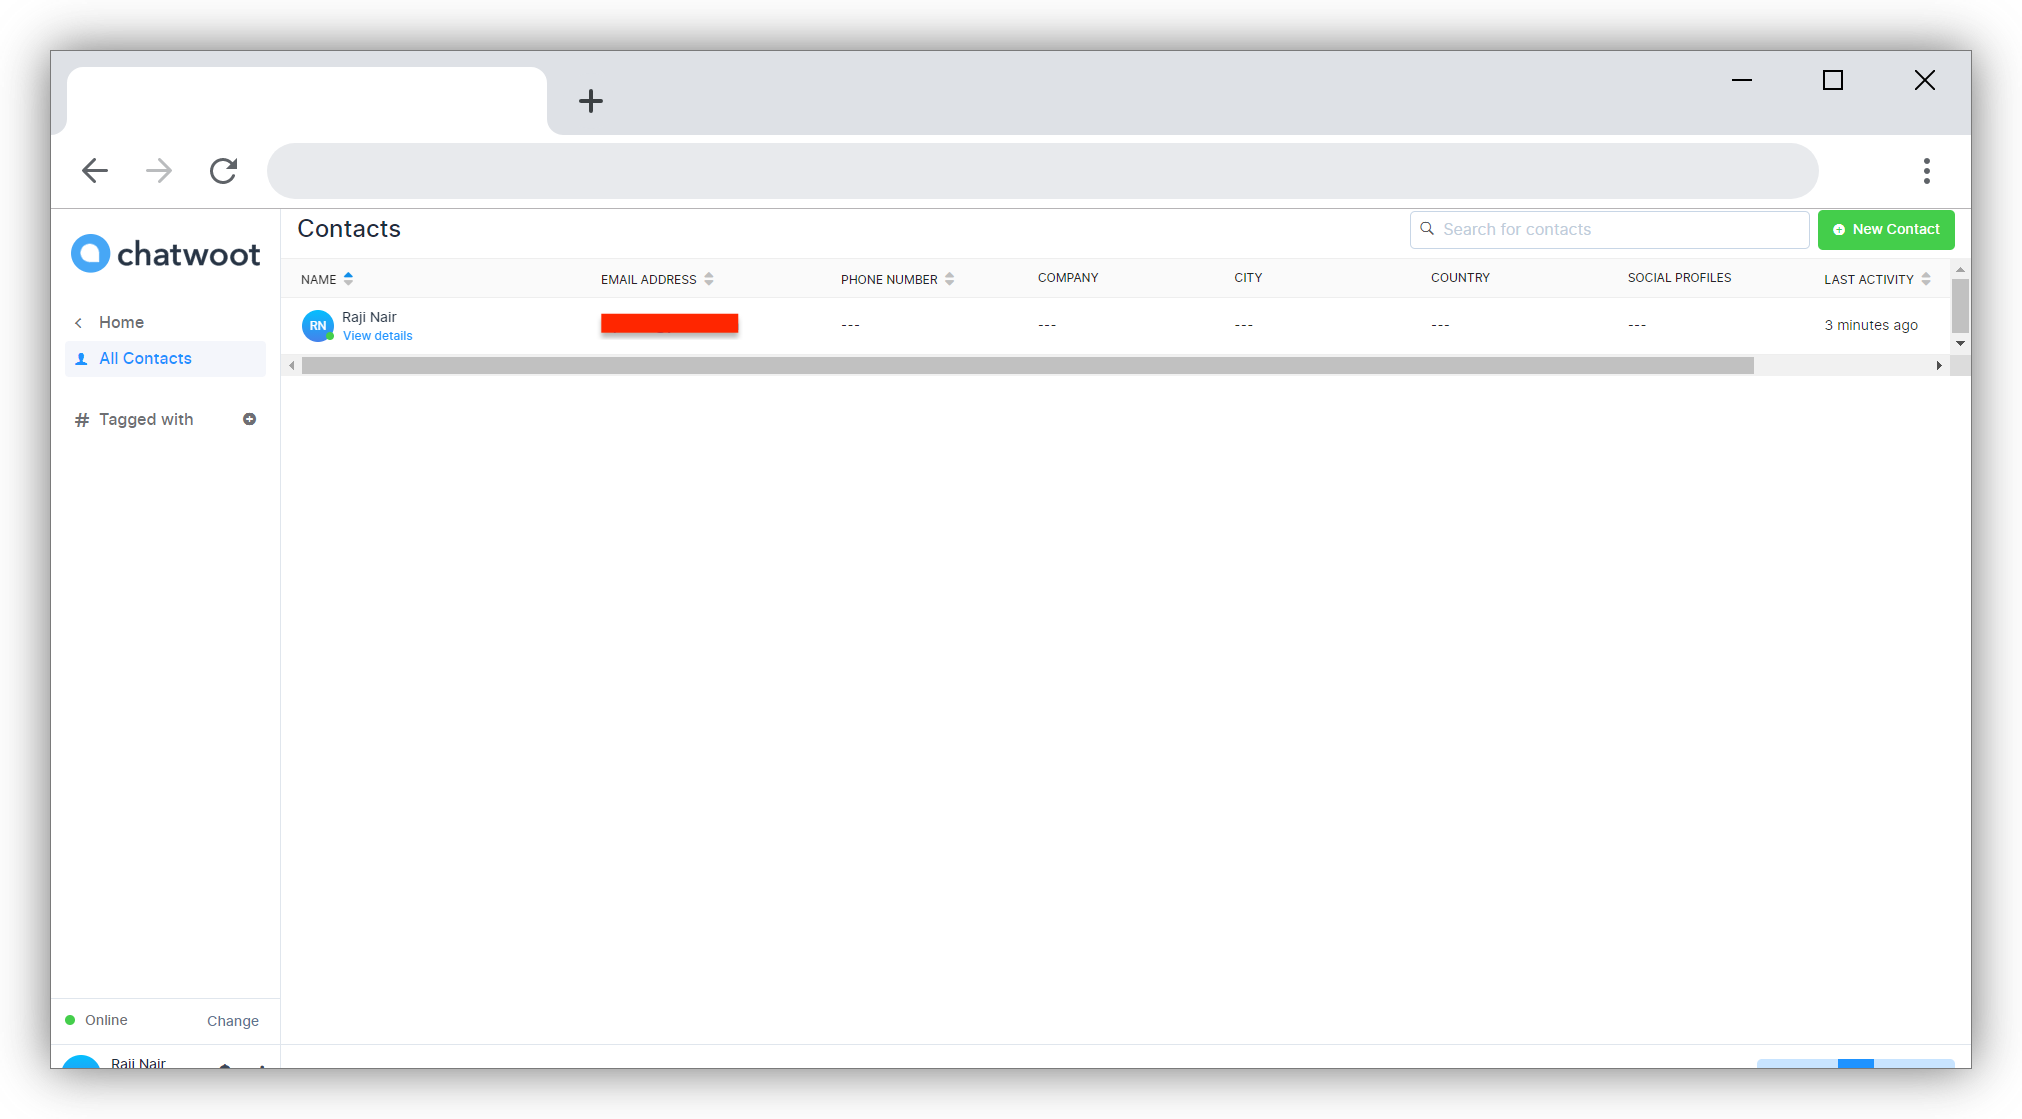 chatwoot
Home
All Contacts
Tagged with
Contacts
Search for contacts
New Contact
NAME EMAIL ADDRESS PHONE NUMBER COMPANY CITY COUNTRY SOCIAL PROFILES LAST ACTIVITY
RN Raji Nair --- --- --- --- --- 3 minutes ago
View details
Online Change
Raji Nair